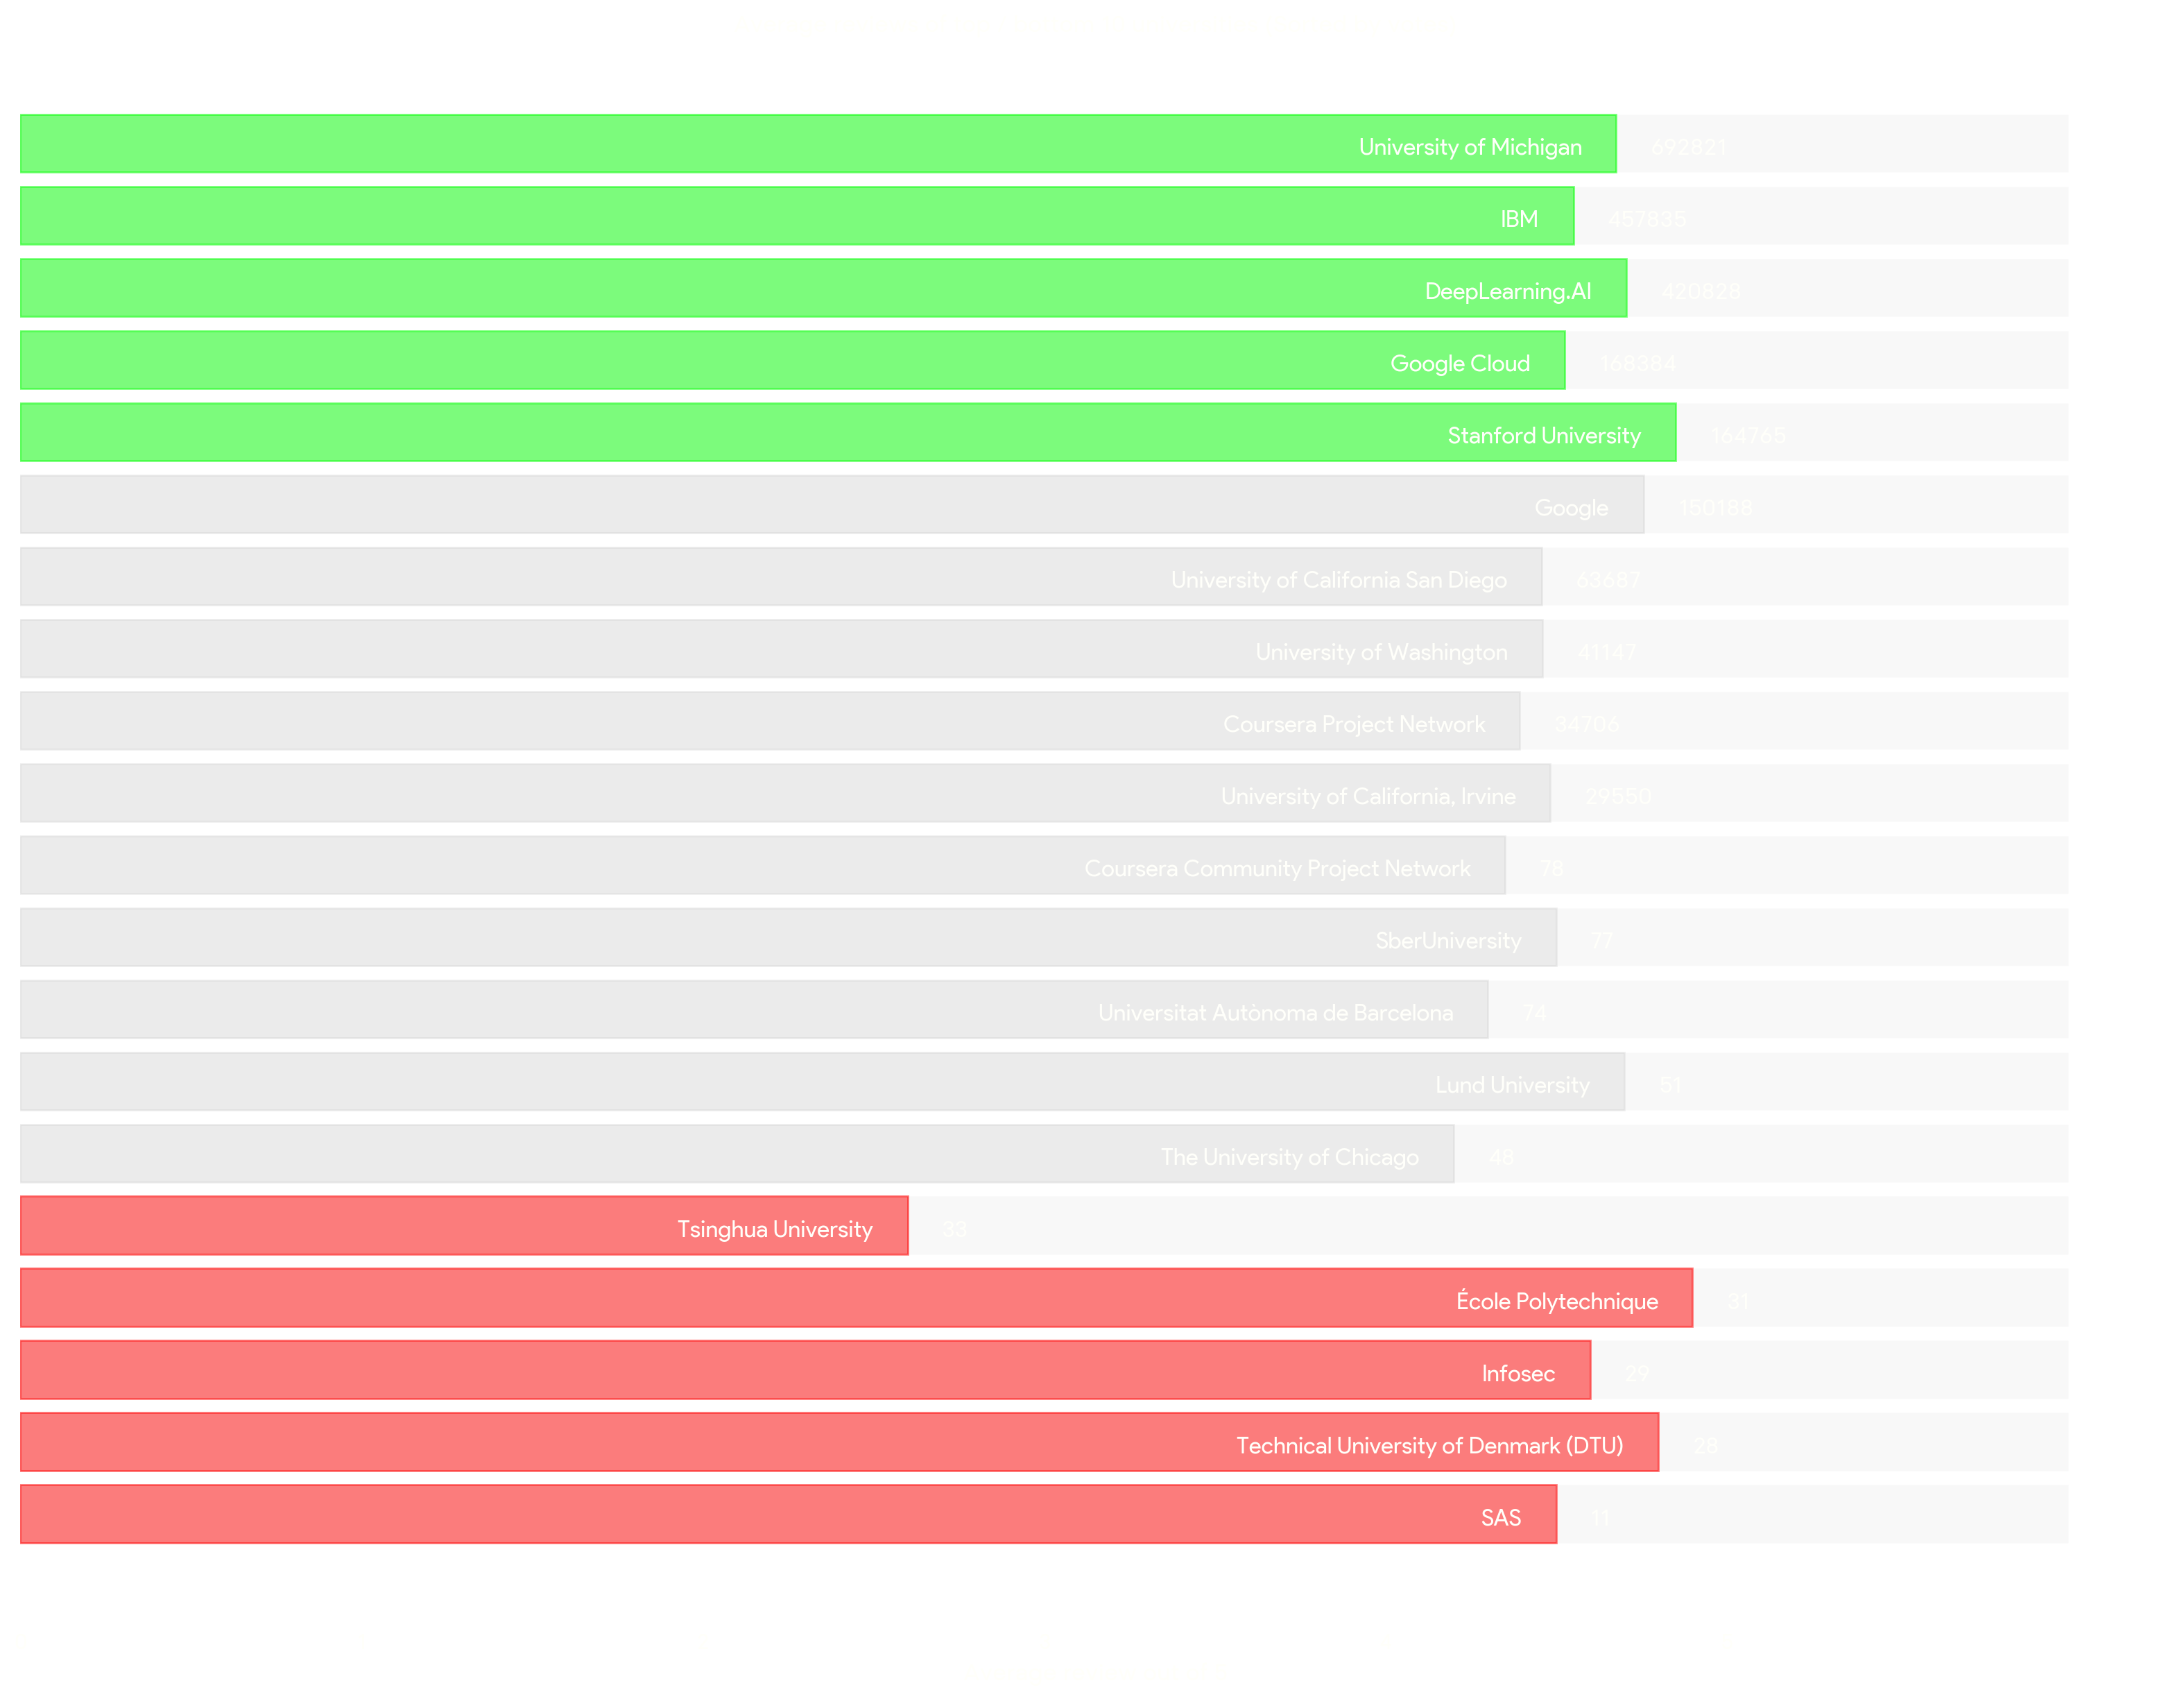 University of Michigan 692821
IBM 457835
DeepLearning.AI 420828
Google Cloud 168384
Stanford University 164765
Google 150188
University of California San Diego 63687
University of Washington 41147
Coursera Project Network 34706
University of California, Irvine 29550
Coursera Community Project Network 78
SberUniversity 77
Universitat Autònoma de Barcelona 74
Lund University 51
The University of Chicago 48
Tsinghua University 33
École Polytechnique 31
Infosec 29
Technical University of Denmark (DTU) 28
SAS 11